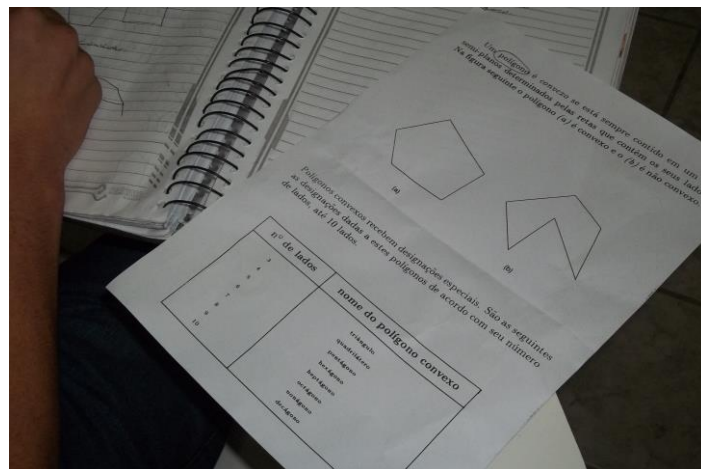 Um polígono é convexo se está sempre contido em um
semi-planos determinados pelas retas que contêm os seus lado
Na figura seguinte o polígono (a) é convexo e o (b) é não convexo.
(a)
(b)
Polígonos convexos recebem designações especiais. São as seguintes
as designações dadas a estes polígonos de acordo com seu número
de lados, até 10 lados.
nº de lados nome do polígono convexo
3 triângulo
4 quadrilátero
5 pentágono
6 hexágono
7 heptágono
8 octógono
9 eneágono
10 decágono